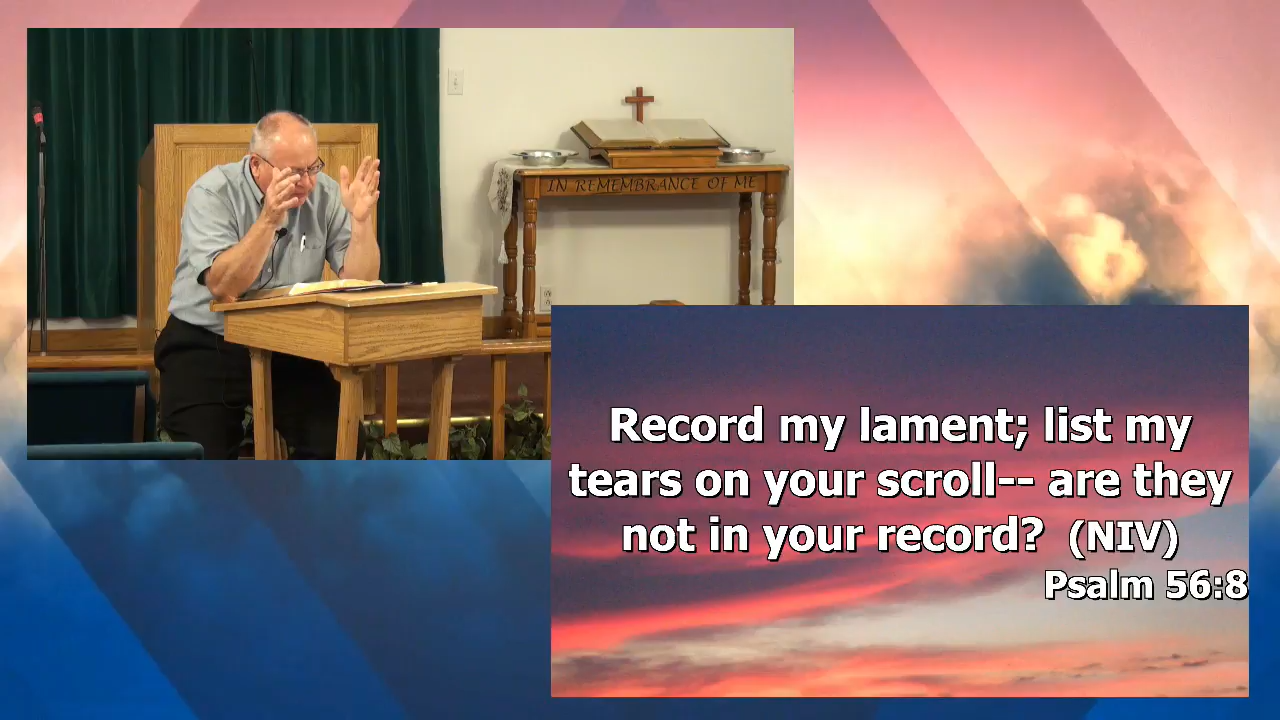 IN REMEMBRANCE OF ME
Record my lament; list my
tears on your scroll-- are they
not in your record? (NIV)
Psalm 56:8